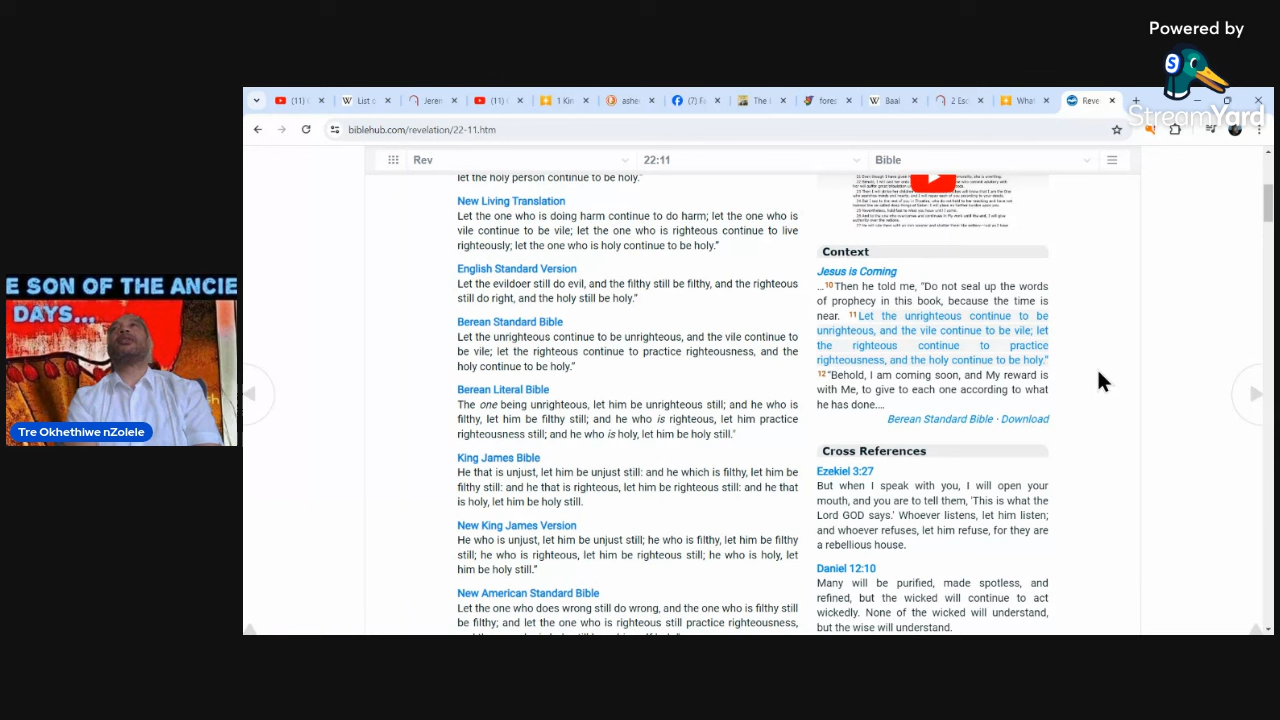 Powered by
StreamYard
(11)
List o
Jerem
(11)
1 Kin
ashe
(7) Fa
The
fores
Baal
2 Esd
What
Reve
biblehub.com/revelation/22-11.htm
Rev
22:11
Bible
let the holy person continue to be holy."
New Living Translation
Let the one who is doing harm continue to do harm; let the one who is
vile continue to be vile; let the one who is righteous continue to live
righteously; let the one who is holy continue to be holy."
English Standard Version
Let the evildoer still do evil, and the filthy still be filthy, and the righteous
still do right, and the holy still be holy."
Berean Standard Bible
Let the unrighteous continue to be unrighteous, and the vile continue to
be vile; let the righteous continue to practice righteousness, and the
holy continue to be holy."
Berean Literal Bible
The one being unrighteous, let him be unrighteous still; and he who is
filthy, let him be filthy still; and he who is righteous, let him practice
righteousness still; and he who is holy, let him be holy still."
King James Bible
He that is unjust, let him be unjust still: and he which is filthy, let him be
filthy still: and he that is righteous, let him be righteous still: and he that
is holy, let him be holy still.
New King James Version
He who is unjust, let him be unjust still; he who is filthy, let him be filthy
still; he who is righteous, let him be righteous still; he who is holy, let
him be holy still."
New American Standard Bible
Let the one who does wrong still do wrong, and the one who is filthy still
be filthy; and let the one who is righteous still practice righteousness,
Context
Jesus is Coming
…10Then he told me, "Do not seal up the words
of prophecy in this book, because the time is
near. 11Let the unrighteous continue to be
unrighteous, and the vile continue to be vile; let
the righteous continue to practice
righteousness, and the holy continue to be holy."
12"Behold, I am coming soon, and My reward is
with Me, to give to each one according to what
he has done.…
Berean Standard Bible · Download
Cross References
Ezekiel 3:27
But when I speak with you, I will open your
mouth, and you are to tell them, 'This is what the
Lord GOD says.' Whoever listens, let him listen;
and whoever refuses, let him refuse, for they are
a rebellious house.
Daniel 12:10
Many will be purified, made spotless, and
refined, but the wicked will continue to act
wickedly. None of the wicked will understand,
but the wise will understand.
E SON OF THE ANCIE
DAYS...
Tre Okhethiwe nZolele